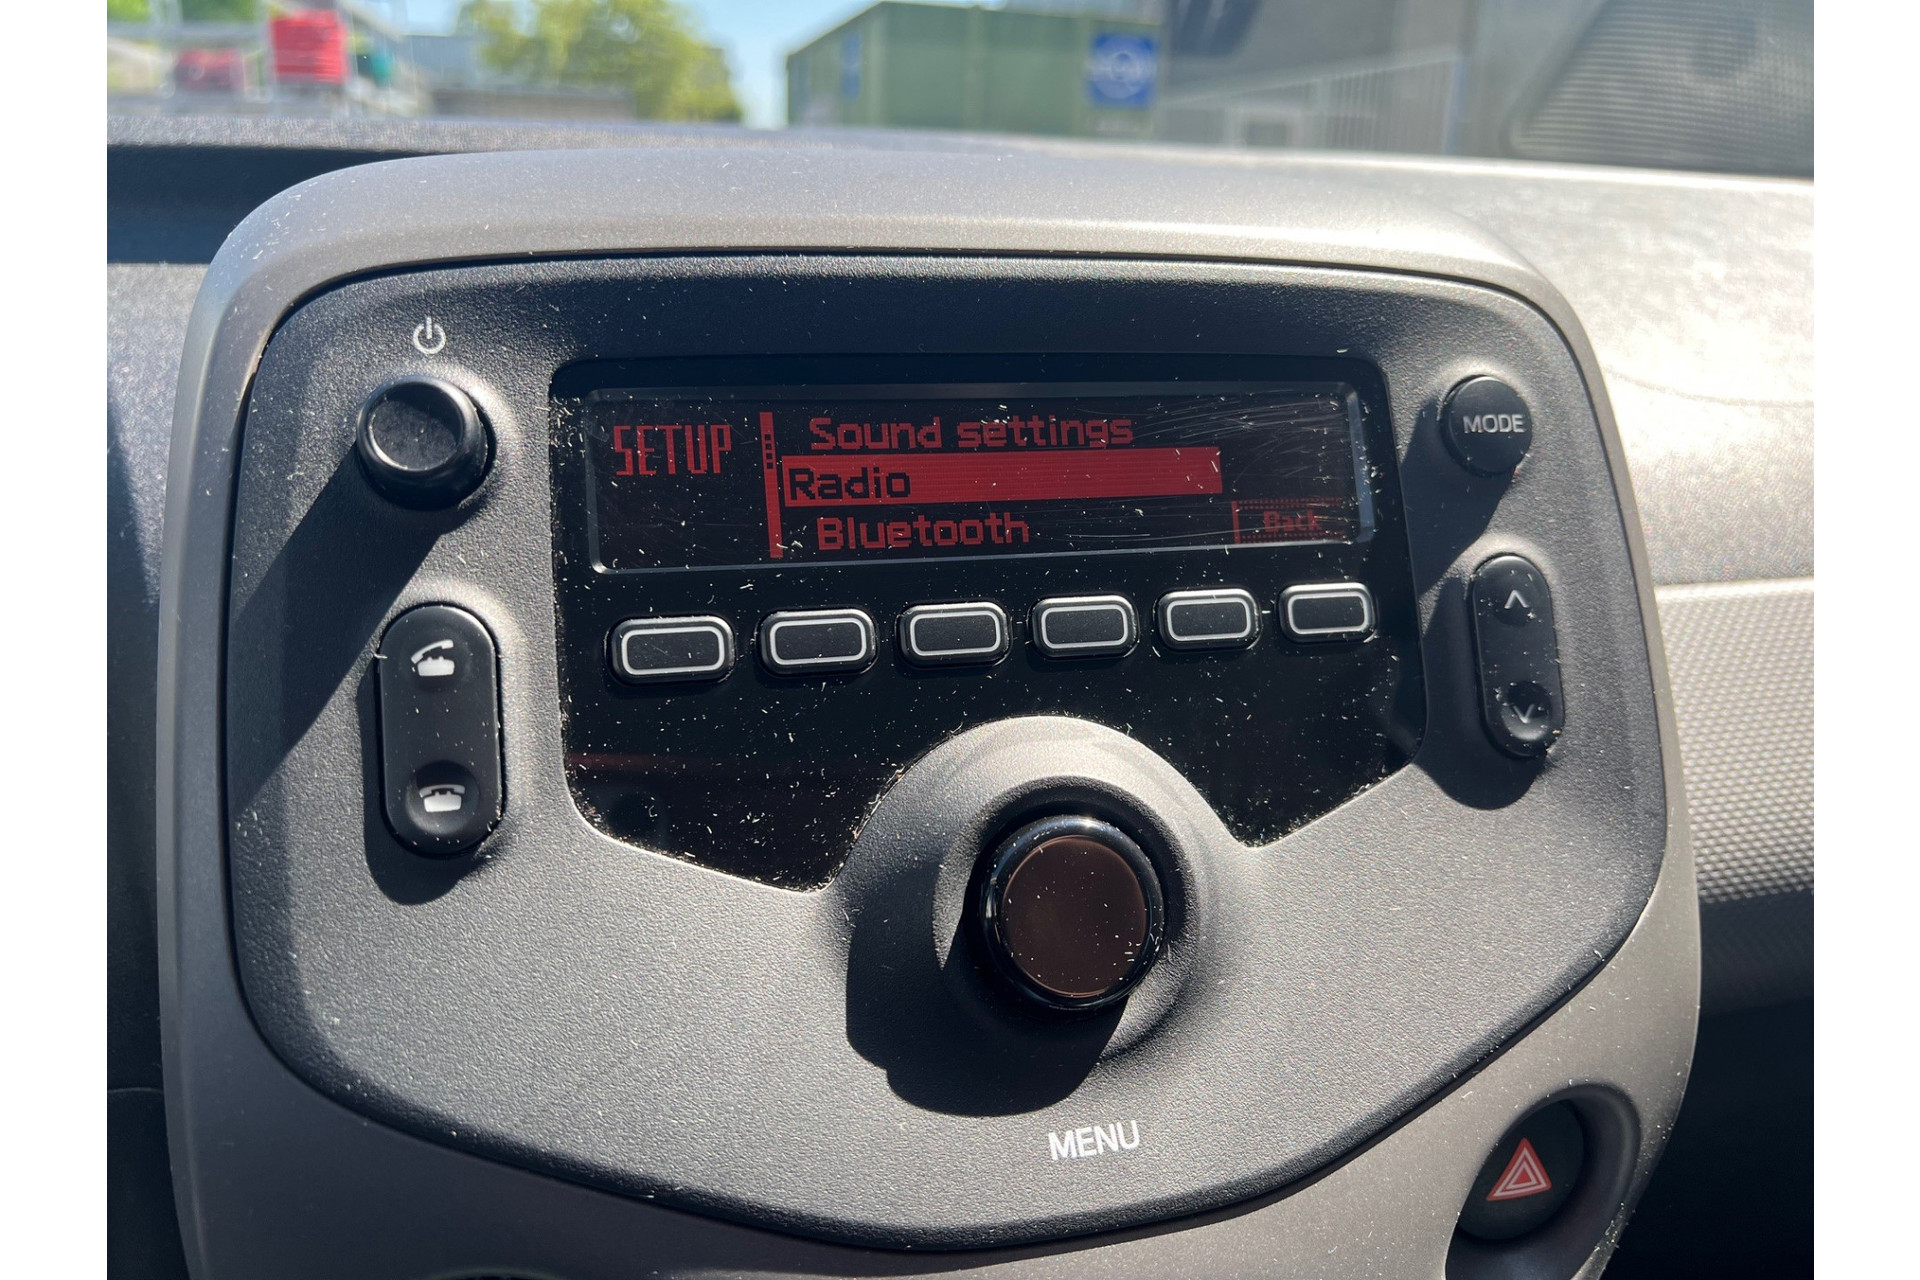 SETUP
Sound settings
Radio
Bluetooth
Back
MODE
MENU